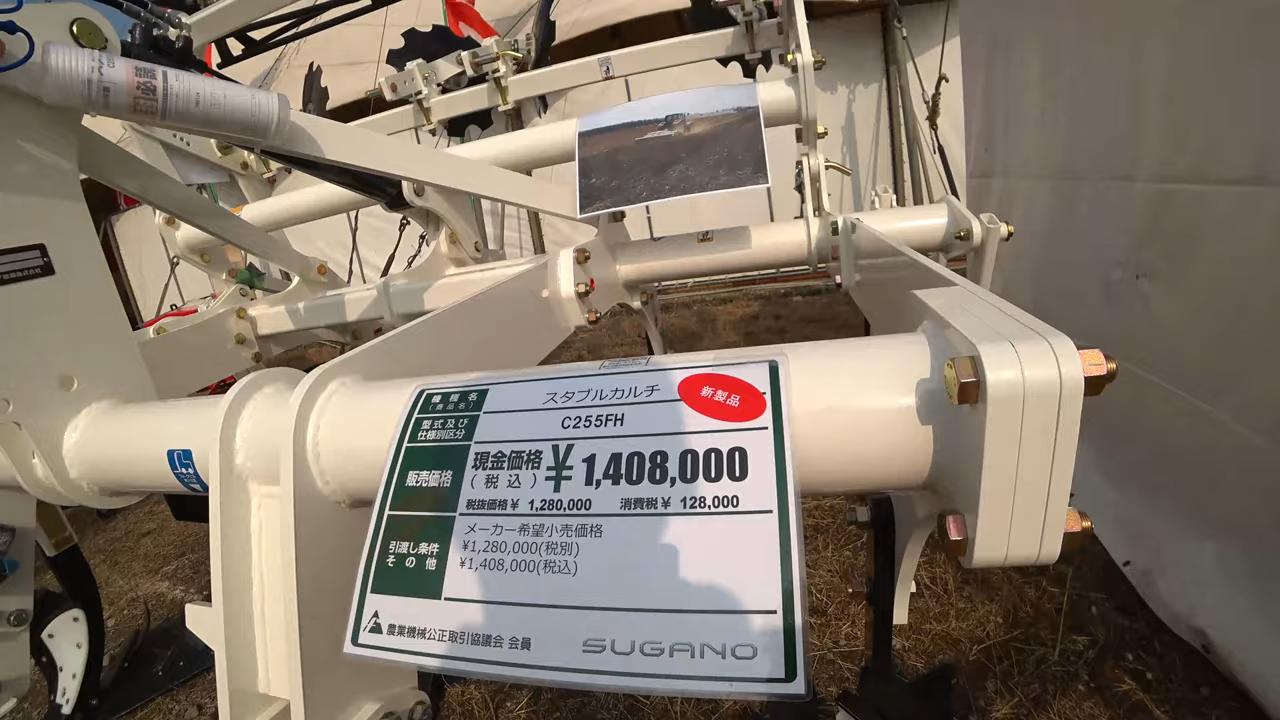 機種名
(商品名)
スタブルカルチ
新製品
型式及び
仕様別区分
C255FH
販売価格
現金価格
(税込)
¥1,408,000
税抜価格¥ 1,280,000 消費税¥ 128,000
引渡し条件
その他
メーカー希望小売価格
¥1,280,000(税別)
¥1,408,000(税込)
農業機械公正取引協議会 会員
SUGANO